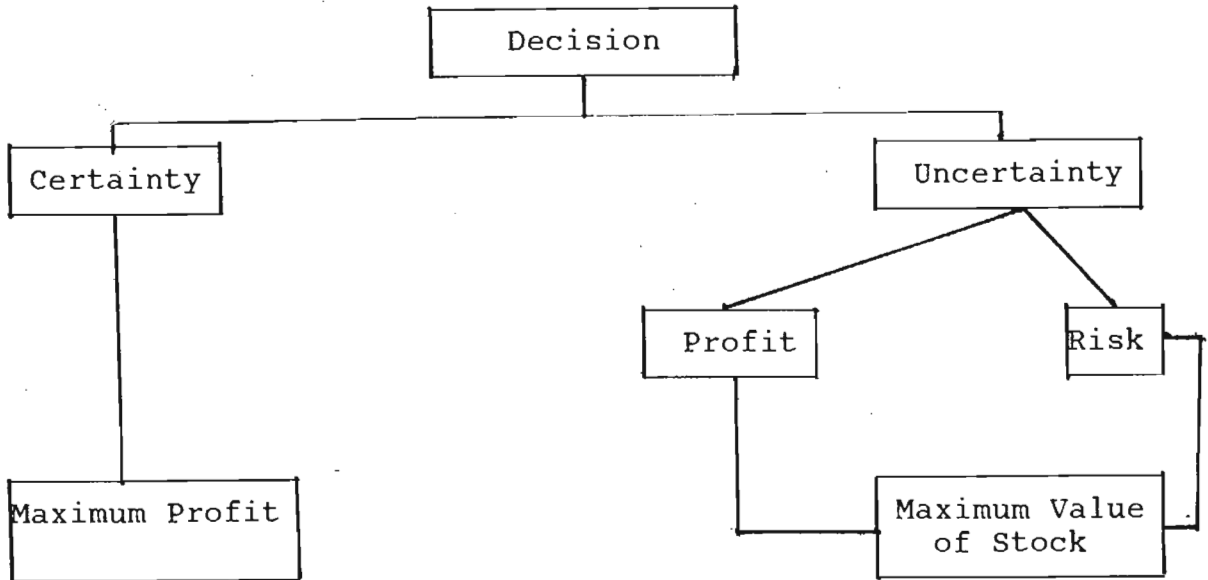 Decision
Certainty
Uncertainty
Profit
Risk
Maximum Profit
Maximum Value
of Stock